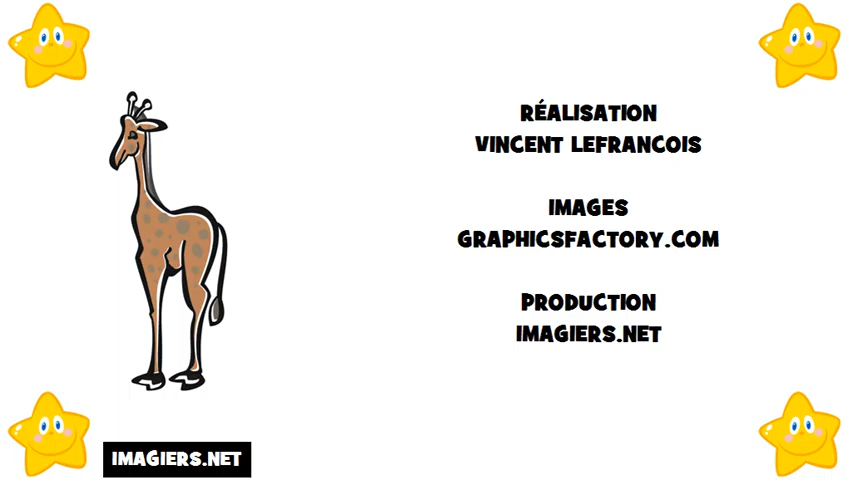 RÉALISATION
VINCENT LEFRANCOIS
IMAGES
GRAPHICSFACTORY.COM
PRODUCTION
IMAGIERS.NET
IMAGIERS.NET